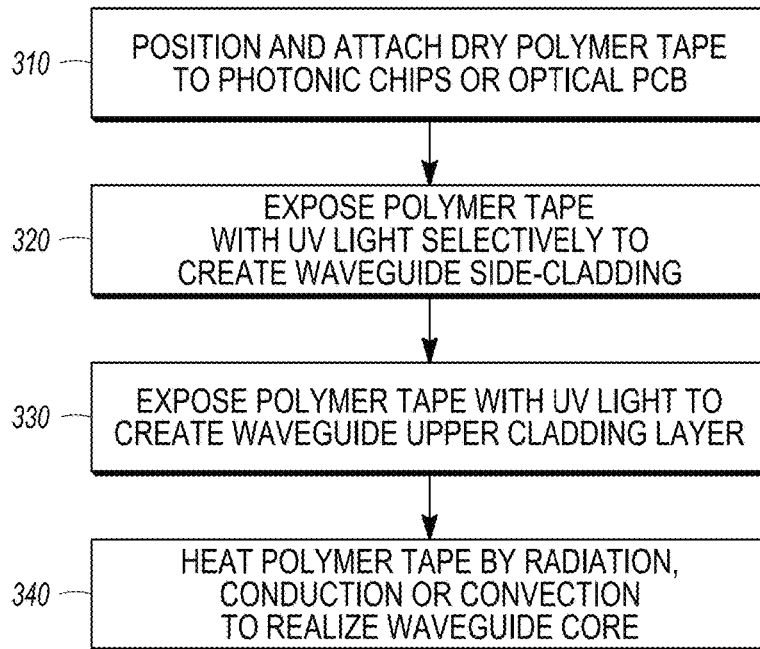 310
POSITION AND ATTACH DRY POLYMER TAPE
TO PHOTONIC CHIPS OR OPTICAL PCB
320
EXPOSE POLYMER TAPE
WITH UV LIGHT SELECTIVELY TO
CREATE WAVEGUIDE SIDE-CLADDING
330
EXPOSE POLYMER TAPE WITH UV LIGHT TO
CREATE WAVEGUIDE UPPER CLADDING LAYER
340
HEAT POLYMER TAPE BY RADIATION,
CONDUCTION OR CONVECTION
TO REALIZE WAVEGUIDE CORE